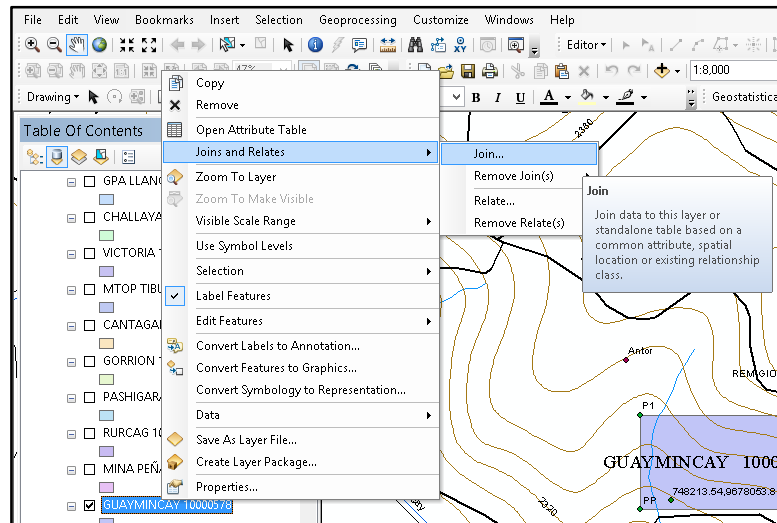 File Edit View Bookmarks Insert Selection Geoprocessing Customize Windows Help
Editor
1:8,000
Drawing
B I U A
Geostatistica
Table Of Contents
GPA LLANG
CHALLAYA
VICTORIA T
MTOP TIBU
CANTAGAL
GORRION T
PASHIGARA
RURCAG 10
MINA PEÑA
GUAYMINCAY 10000578
Copy
Remove
Open Attribute Table
Joins and Relates
Zoom To Layer
Zoom To Make Visible
Visible Scale Range
Use Symbol Levels
Selection
Label Features
Edit Features
Convert Labels to Annotation...
Convert Features to Graphics...
Convert Symbology to Representation...
Data
Save As Layer File...
Create Layer Package...
Properties...
Join...
Remove Join(s)
Relate...
Remove Relate(s)
Join
Join data to this layer or
standalone table based on a
common attribute, spatial
location or existing relationship
class.
2380
Antor
REMIGIO
P1
GUAYMINCAY 1000
748213.54,9678053.8
PP
2320